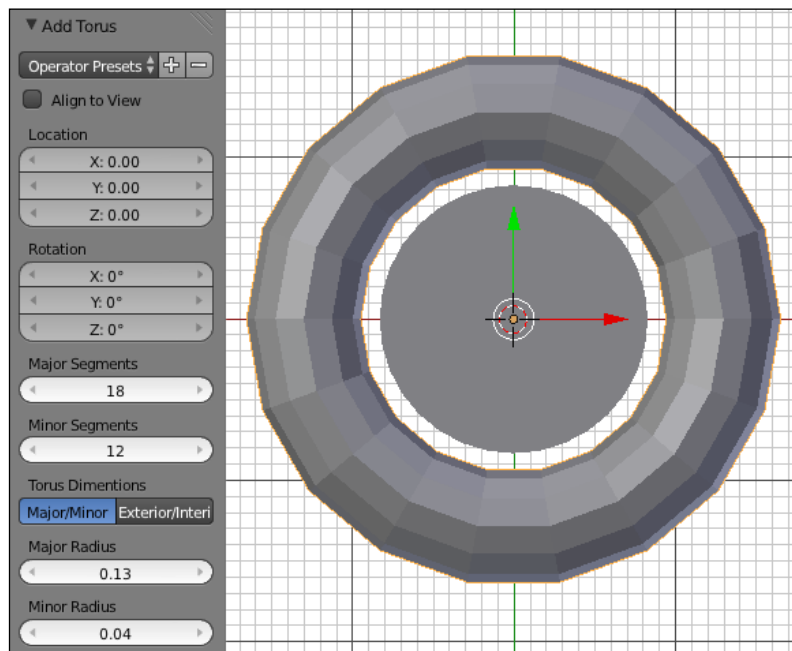 Add Torus
Operator Presets
Align to View
Location
X: 0.00
Y: 0.00
Z: 0.00
Rotation
X: 0°
Y: 0°
Z: 0°
Major Segments
18
Minor Segments
12
Torus Dimentions
Major/Minor Exterior/Interi
Major Radius
0.13
Minor Radius
0.04